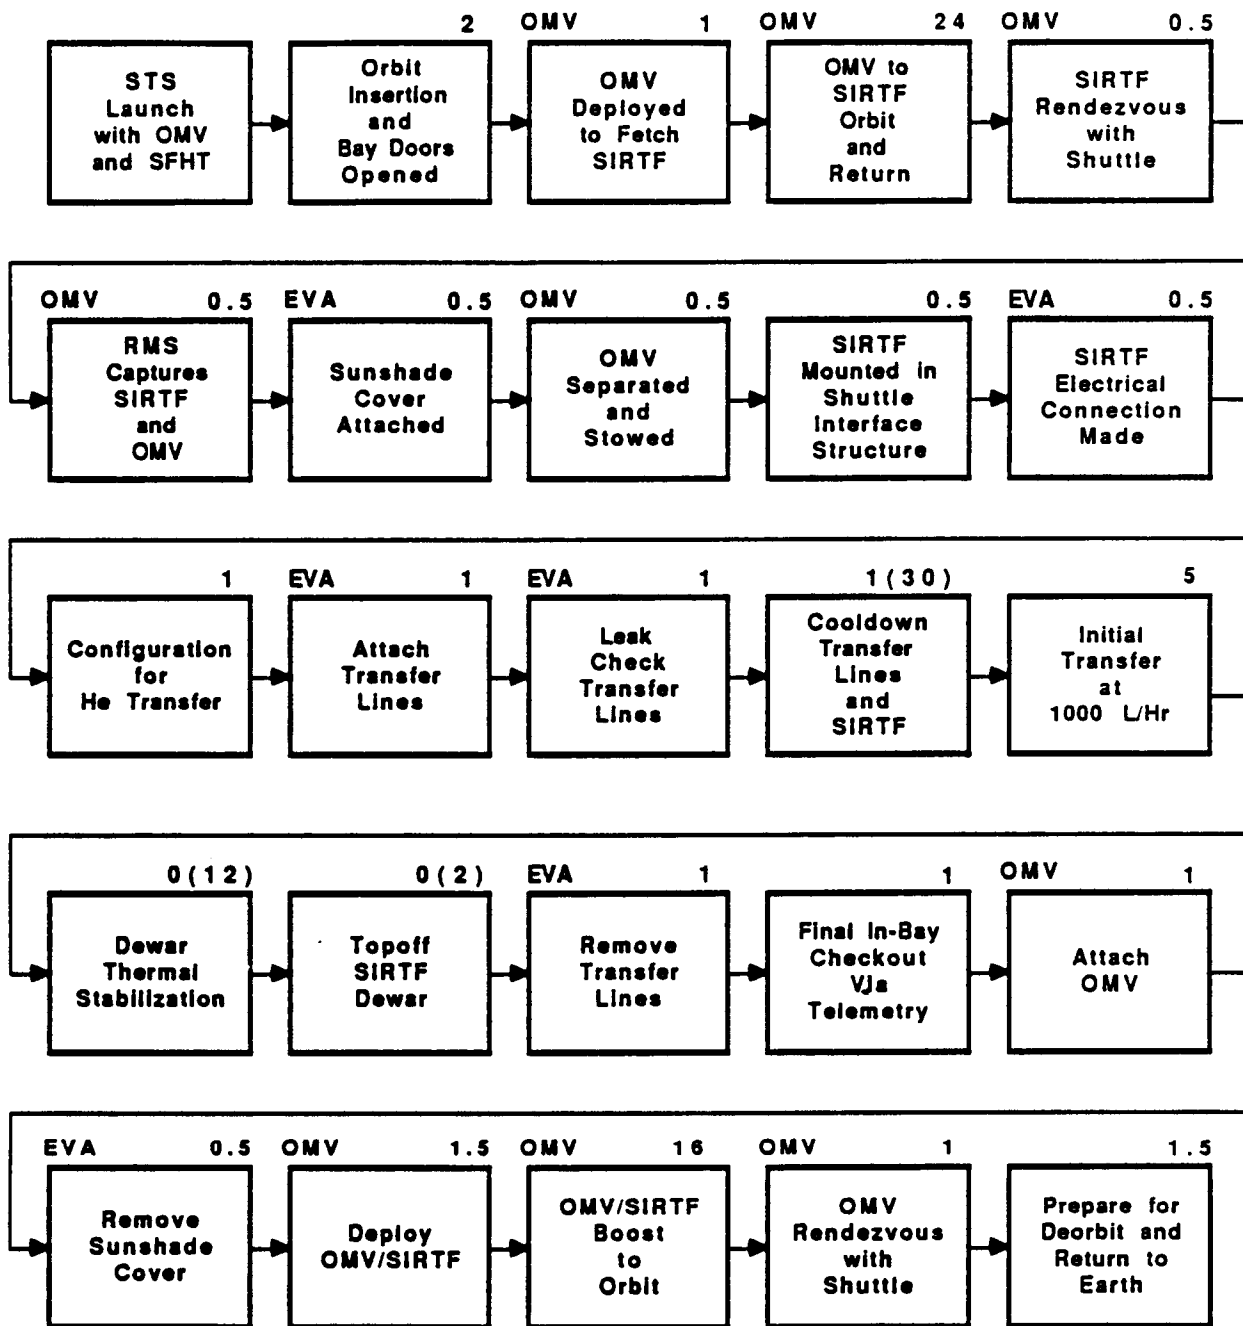 STS
Launch
with OMV
and SFHT
2
Orbit
Insertion
and
Bay Doors
Opened
OMV 1
OMV
Deployed
to Fetch
SIRTF
OMV 24
OMV to
SIRTF
Orbit
and
Return
OMV 0.5
SIRTF
Rendezvous
with
Shuttle
OMV 0.5
RMS
Captures
SIRTF
and
OMV
EVA 0.5
Sunshade
Cover
Attached
OMV 0.5
OMV
Separated
and
Stowed
0.5
SIRTF
Mounted in
Shuttle
Interface
Structure
EVA 0.5
SIRTF
Electrical
Connection
Made
1
Configuration
for
He Transfer
EVA 1
Attach
Transfer
Lines
EVA 1
Leak
Check
Transfer
Lines
1(30)
Cooldown
Transfer
Lines
and
SIRTF
5
Initial
Transfer
at
1000 L/Hr
0(12)
Dewar
Thermal
Stabilization
0(2)
Topoff
SIRTF
Dewar
EVA 1
Remove
Transfer
Lines
1
Final In-Bay
Checkout
VJa
Telemetry
OMV 1
Attach
OMV
EVA 0.5
Remove
Sunshade
Cover
OMV 1.5
Deploy
OMV/SIRTF
OMV 16
OMV/SIRTF
Boost
to
Orbit
OMV 1
OMV
Rendezvous
with
Shuttle
1.5
Prepare for
Deorbit and
Return to
Earth